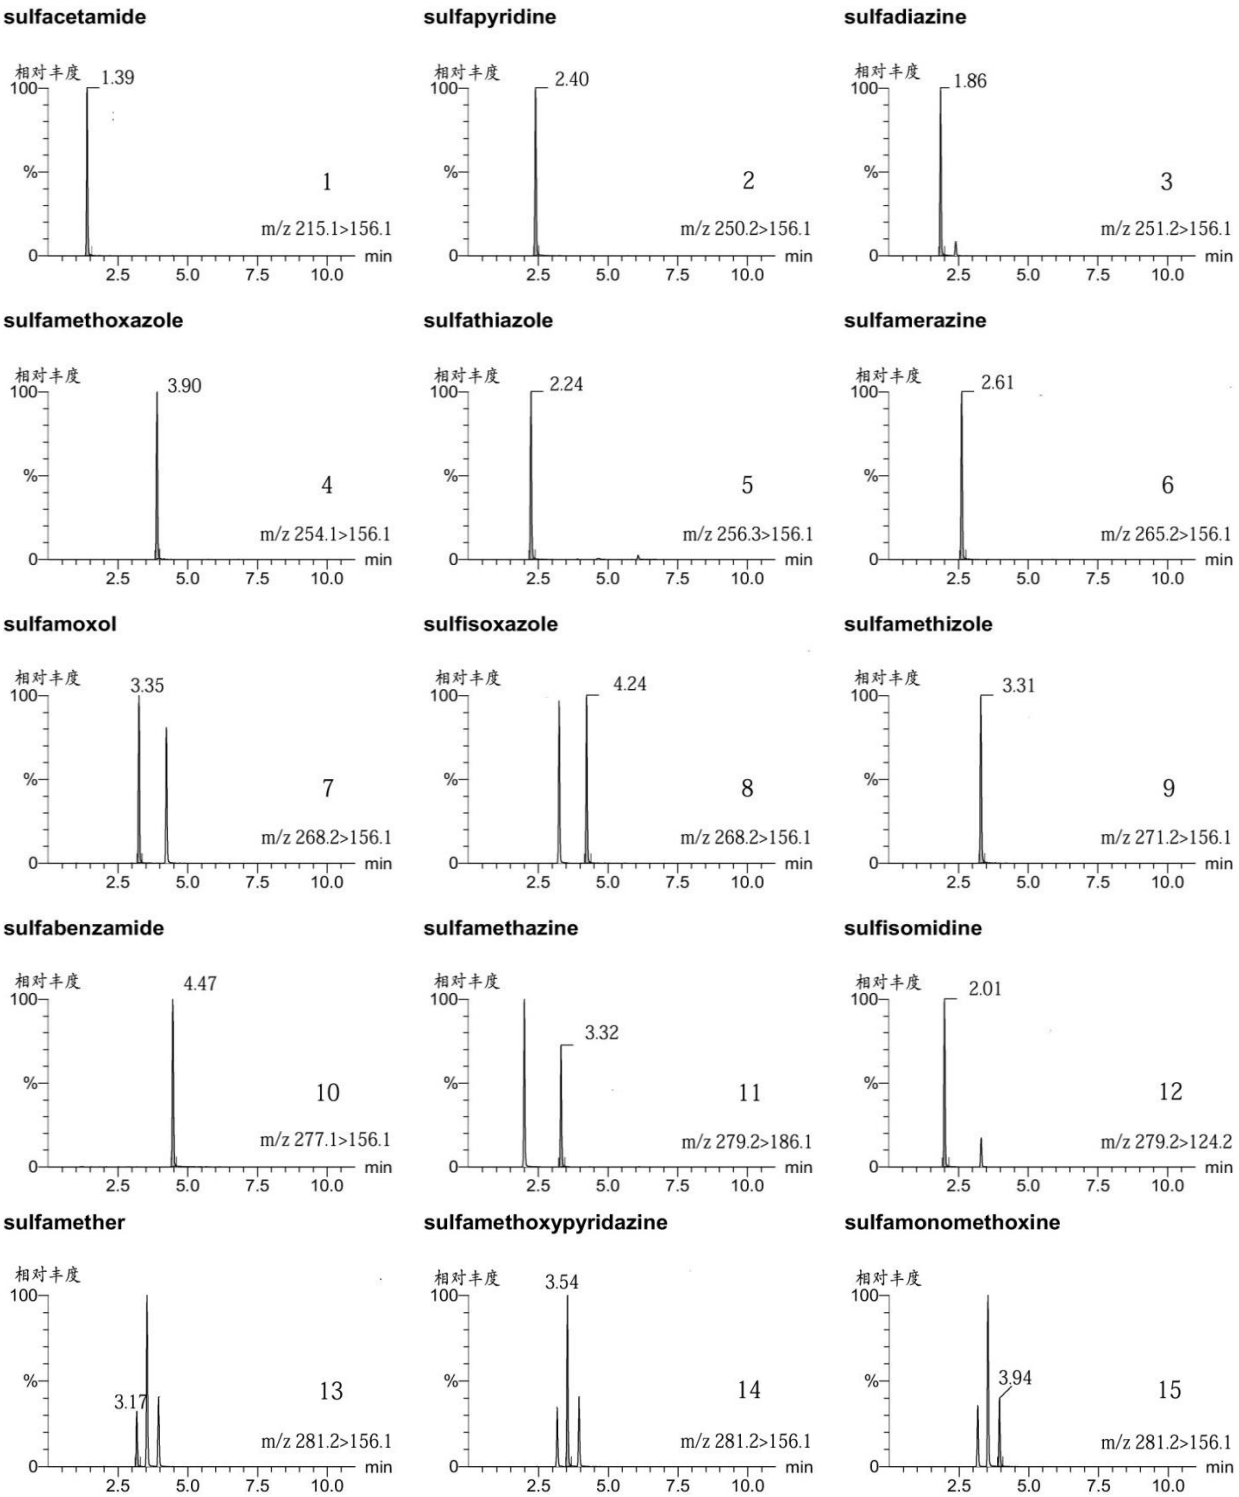 sulfacetamide
相对丰度
1.39
100
%
0
1
m/z 215.1>156.1
2.5 5.0 7.5 10.0 min
sulfapyridine
相对丰度
2.40
100
%
0
2
m/z 250.2>156.1
2.5 5.0 7.5 10.0 min
sulfadiazine
相对丰度
1.86
100
%
0
3
m/z 251.2>156.1
2.5 5.0 7.5 10.0 min
sulfamethoxazole
相对丰度
3.90
100
%
0
4
m/z 254.1>156.1
2.5 5.0 7.5 10.0 min
sulfathiazole
相对丰度
2.24
100
%
0
5
m/z 256.3>156.1
2.5 5.0 7.5 10.0 min
sulfamerazine
相对丰度
2.61
100
%
0
6
m/z 265.2>156.1
2.5 5.0 7.5 10.0 min
sulfamoxol
相对丰度
3.35
100
%
0
7
m/z 268.2>156.1
2.5 5.0 7.5 10.0 min
sulfisoxazole
相对丰度
4.24
100
%
0
8
m/z 268.2>156.1
2.5 5.0 7.5 10.0 min
sulfamethizole
相对丰度
3.31
100
%
0
9
m/z 271.2>156.1
2.5 5.0 7.5 10.0 min
sulfabenzamide
相对丰度
4.47
100
%
0
10
m/z 277.1>156.1
2.5 5.0 7.5 10.0 min
sulfamethazine
相对丰度
3.32
100
%
0
11
m/z 279.2>186.1
2.5 5.0 7.5 10.0 min
sulfisomidine
相对丰度
2.01
100
%
0
12
m/z 279.2>124.2
2.5 5.0 7.5 10.0 min
sulfamether
相对丰度
3.17
100
%
0
13
m/z 281.2>156.1
2.5 5.0 7.5 10.0 min
sulfamethoxypyridazine
相对丰度
3.54
100
%
0
14
m/z 281.2>156.1
2.5 5.0 7.5 10.0 min
sulfamonomethoxine
相对丰度
3.94
100
%
0
15
m/z 281.2>156.1
2.5 5.0 7.5 10.0 min